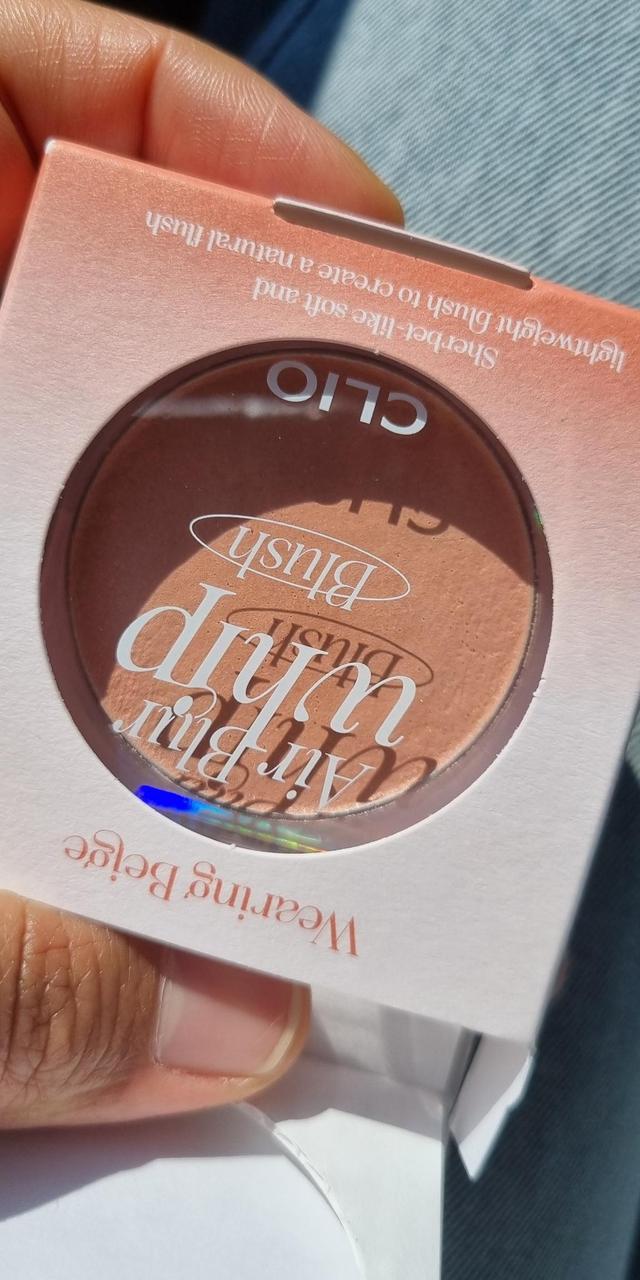 Wearing Beige
Air Blur
whip
Blush
CLIO
Sherbet-like soft and
lightweight blush to create a natural flush